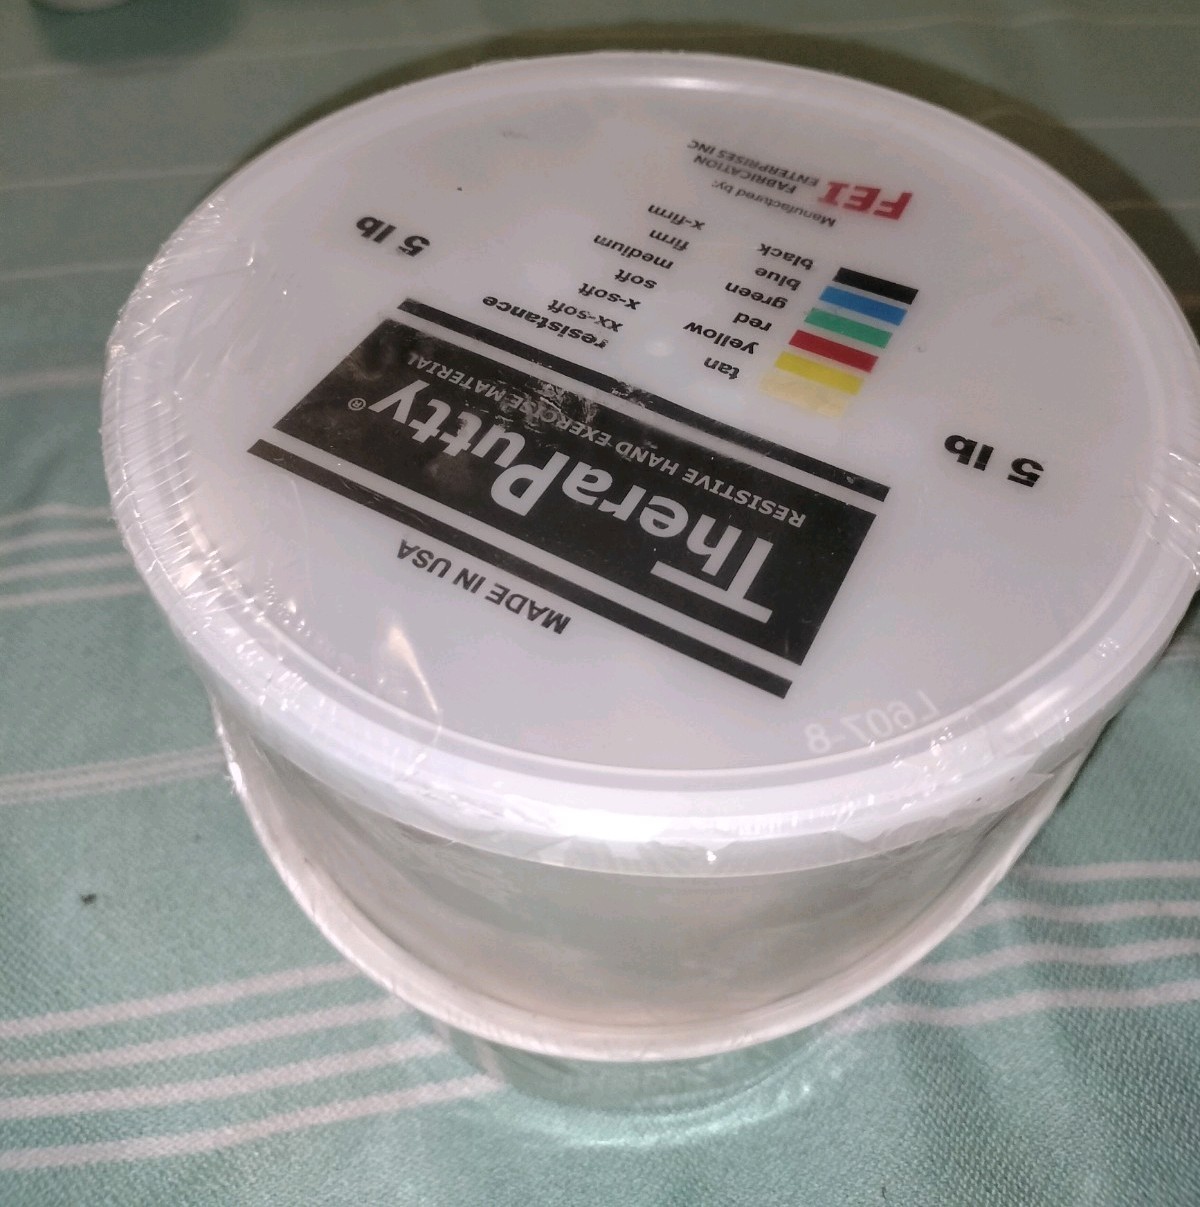 MADE IN USA
TheraPutty®
RESISTIVE HAND EXERCISE MATERIAL
resistance
tan xx-soft
yellow x-soft
red soft
green medium
blue firm
black x-firm
5 lb
5 lb
Manufactured by:
FEI FABRICATION
ENTERPRISES INC
L607-8